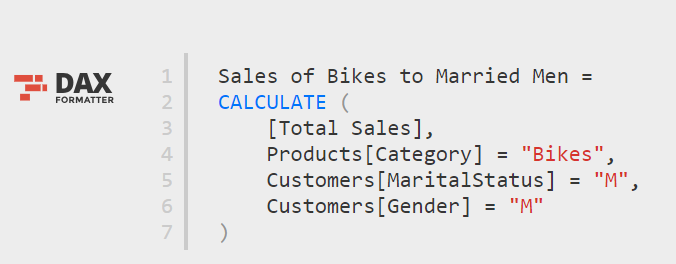 DAX
FORMATTER
1 Sales of Bikes to Married Men =
2 CALCULATE (
3     [Total Sales],
4     Products[Category] = "Bikes",
5     Customers[MaritalStatus] = "M",
6     Customers[Gender] = "M"
7 )